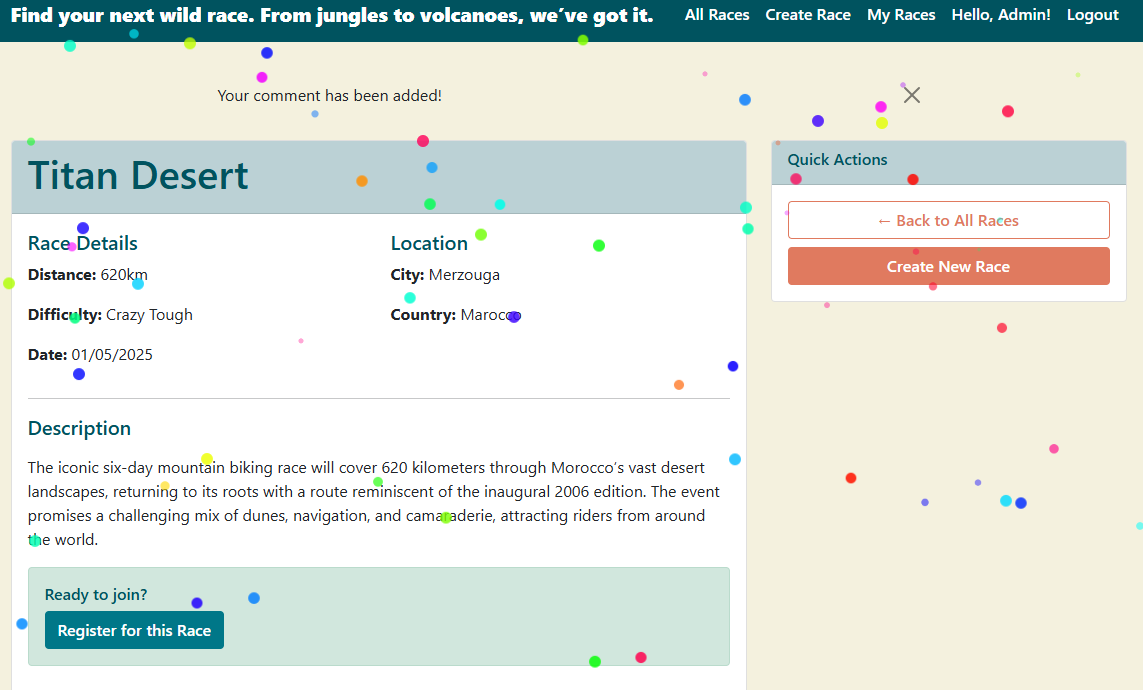 Find your next wild race. From jungles to volcanoes, we've got it.
All Races Create Race My Races Hello, Admin! Logout
Your comment has been added!
Titan Desert
Race Details
Distance: 620km
Difficulty: Crazy Tough
Date: 01/05/2025
Location
City: Merzouga
Country: Marocco
Description
The iconic six-day mountain biking race will cover 620 kilometers through Morocco's vast desert
landscapes, returning to its roots with a route reminiscent of the inaugural 2006 edition. The event
promises a challenging mix of dunes, navigation, and camaraderie, attracting riders from around
the world.
Ready to join?
Register for this Race
Quick Actions
← Back to All Races
Create New Race